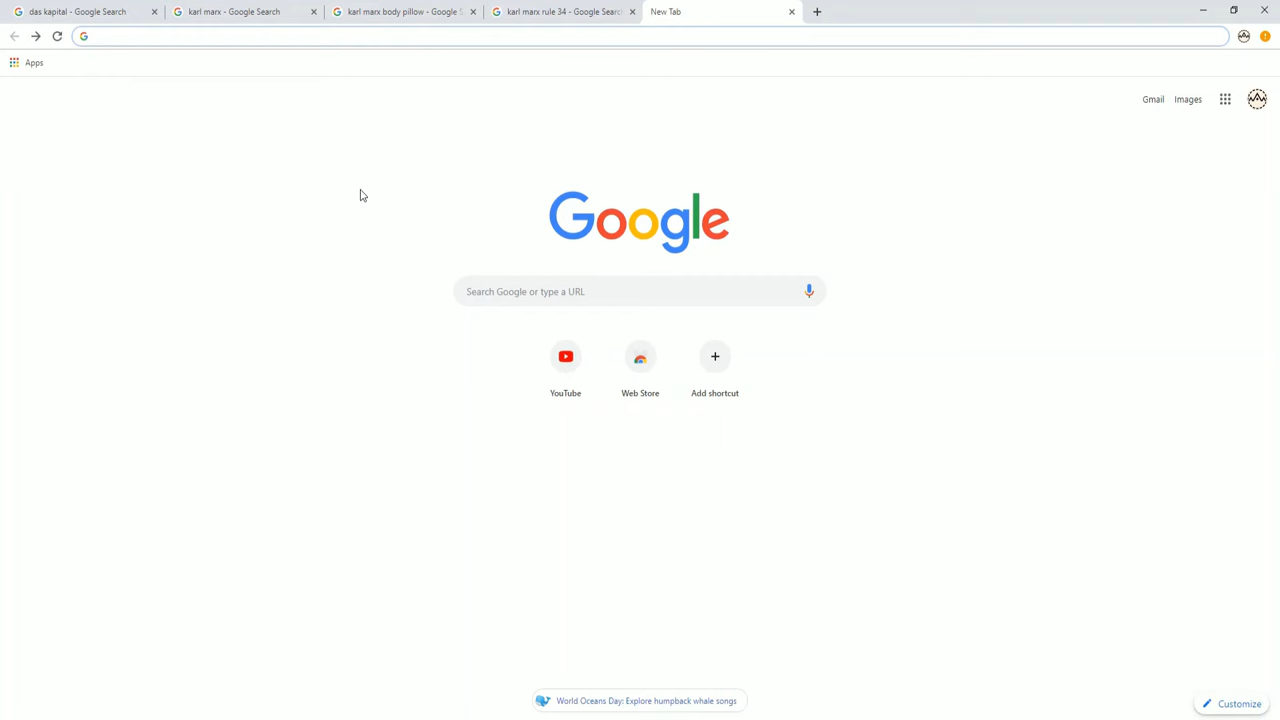 das kapital - Google Search
karl marx - Google Search
karl marx body pillow - Google S
karl marx rule 34 - Google Search
New Tab
Apps
Gmail
Images
Google
Search Google or type a URL
YouTube
Web Store
Add shortcut
World Oceans Day: Explore humpback whale songs
Customize